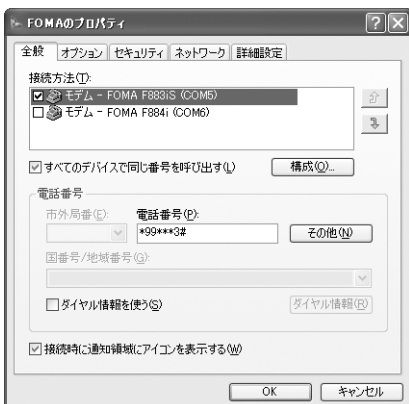 FOMAのプロパティ
全般 オプション セキュリティ ネットワーク 詳細設定
接続方法(T):
モデム - FOMA F883iS (COM5)
モデム - FOMA F884i (COM6)
すべてのデバイスで同じ番号を呼び出す(L)
構成(O)...
電話番号
市外局番(E): 電話番号(P):
*99***3#
その他(N)
国番号/地域番号(G):
ダイヤル情報を使う(S)
ダイヤル情報(R)
接続時に通知領域にアイコンを表示する(W)
OK キャンセル